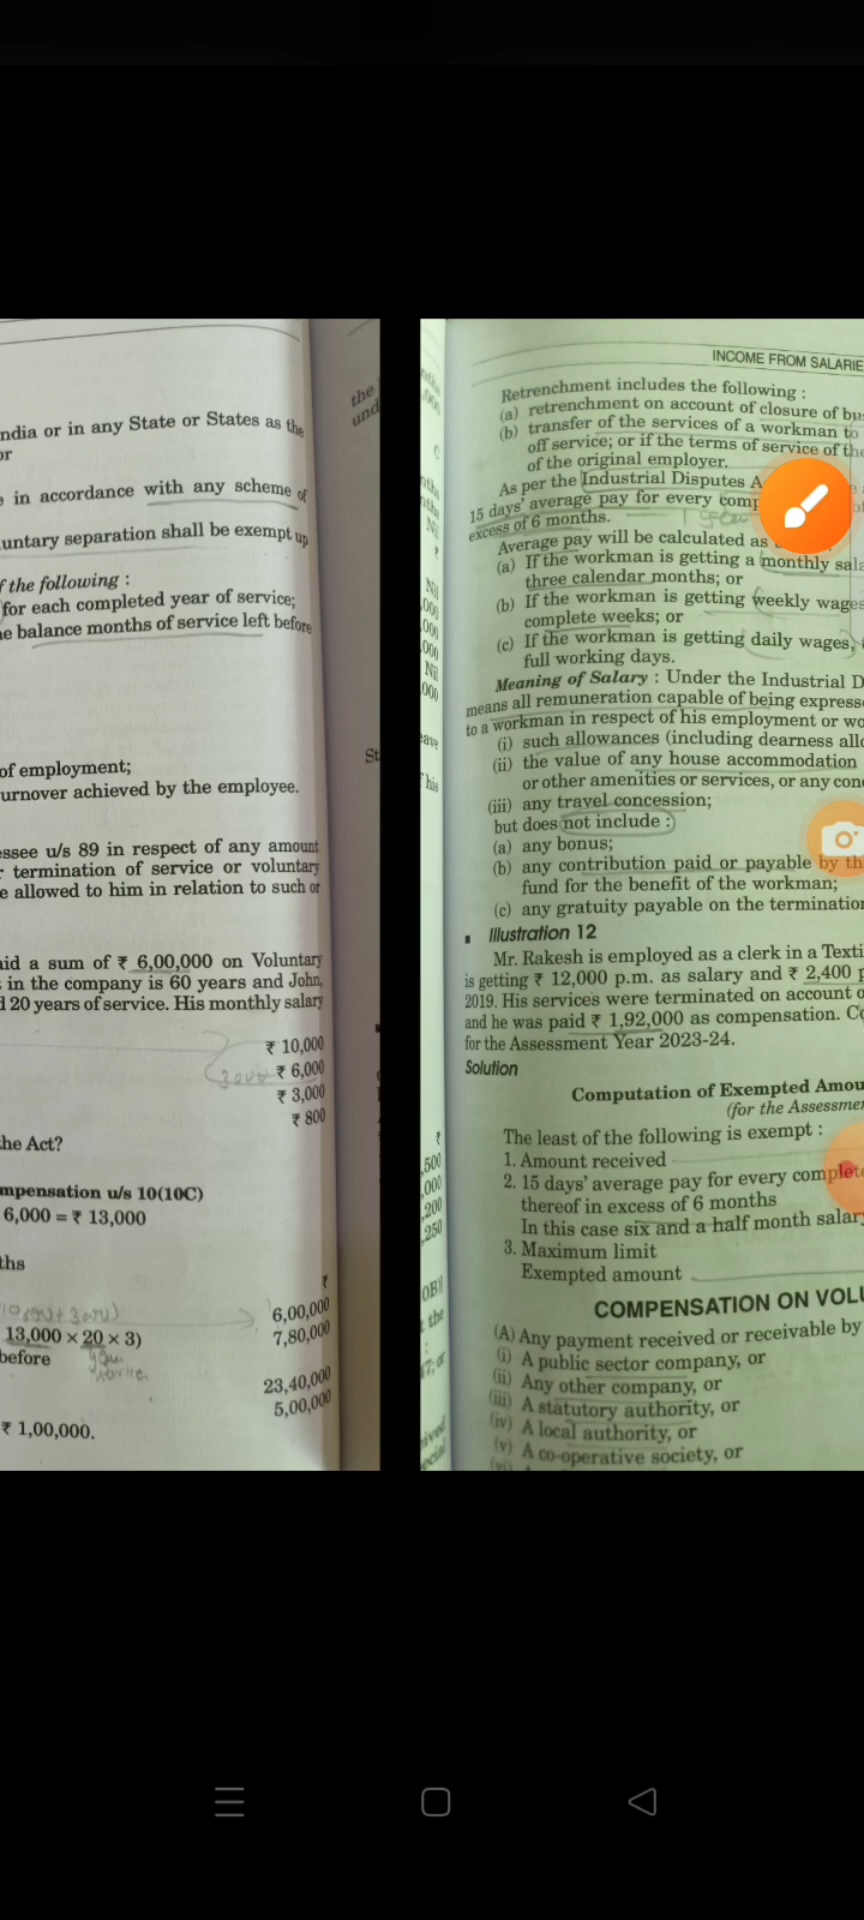 ndia or in any State or States as the
or
e in accordance with any scheme of
untary separation shall be exempt up
f the following :
for each completed year of service;
e balance months of service left before
of employment;
urnover achieved by the employee.
essee u/s 89 in respect of any amount
r termination of service or voluntary
e allowed to him in relation to such or
aid a sum of ₹ 6,00,000 on Voluntary
in the company is 60 years and John,
d 20 years of service. His monthly salary
₹ 10,000
3000 ₹ 6,000
₹ 3,000
₹ 800
he Act?
mpensation u/s 10(10C)
6,000 = ₹ 13,000
ths
₹
6,00,000
13,000 × 20 × 3) 7,80,000
before year
service.
23,40,000
5,00,000
₹ 1,00,000.
the
und
St
INCOME FROM SALARIE
Retrenchment includes the following :
(a) retrenchment on account of closure of bu
(b) transfer of the services of a workman to
off service; or if the terms of service of the
of the original employer.
As per the Industrial Disputes A
15 days' average pay for every comp
excess of 6 months.
Average pay will be calculated as
(a) If the workman is getting a monthly sala
three calendar months; or
(b) If the workman is getting weekly wages
complete weeks; or
(c) If the workman is getting daily wages,
full working days.
Meaning of Salary : Under the Industrial D
means all remuneration capable of being expresse
to a workman in respect of his employment or wo
(i) such allowances (including dearness allo
(ii) the value of any house accommodation
or other amenities or services, or any con
(iii) any travel concession;
but does not include :
(a) any bonus;
(b) any contribution paid or payable by th
fund for the benefit of the workman;
(c) any gratuity payable on the termination
▪ Illustration 12
Mr. Rakesh is employed as a clerk in a Texti
is getting ₹ 12,000 p.m. as salary and ₹ 2,400 p
2019. His services were terminated on account o
and he was paid ₹ 1,92,000 as compensation. Co
for the Assessment Year 2023-24.
Solution
Computation of Exempted Amou
(for the Assessmen
The least of the following is exempt :
1. Amount received
2. 15 days' average pay for every complete
thereof in excess of 6 months
In this case six and a half month salary
3. Maximum limit
Exempted amount
COMPENSATION ON VOLU
(A) Any payment received or receivable by
(i) A public sector company, or
(ii) Any other company, or
(iii) A statutory authority, or
(iv) A local authority, or
(v) A co-operative society, or